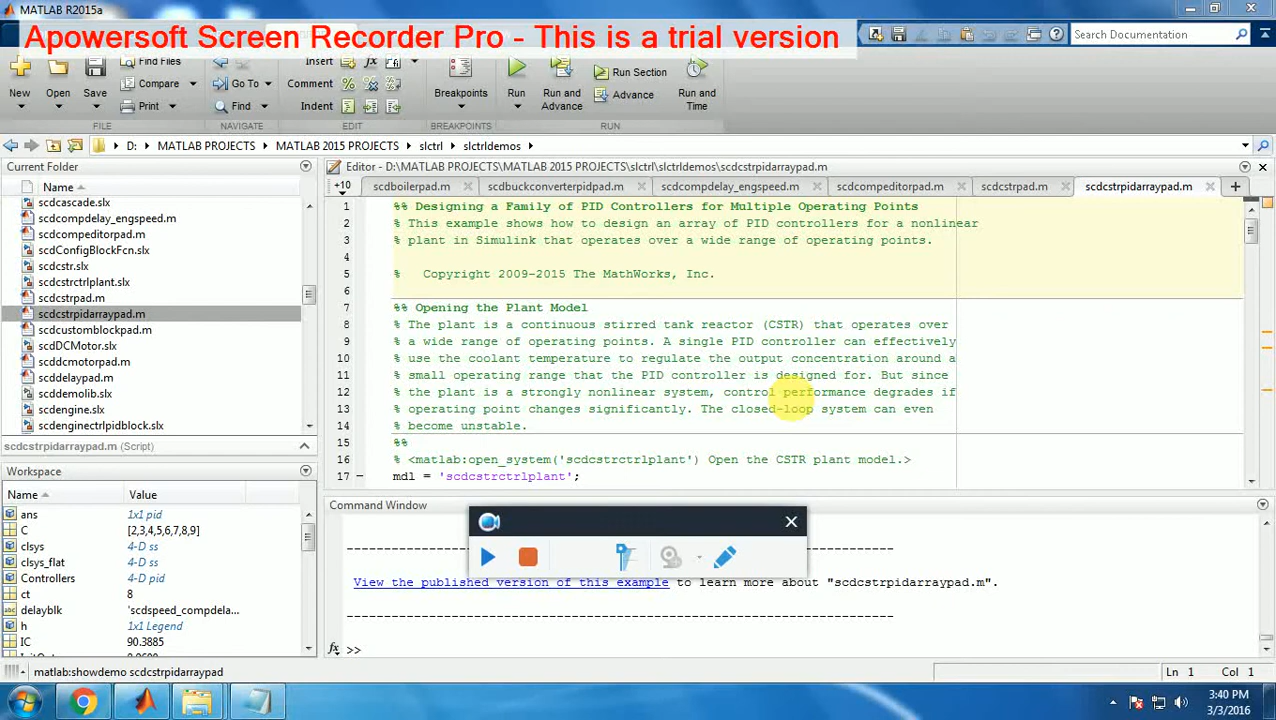 MATLAB R2015a
Apowersoft Screen Recorder Pro - This is a trial version
Search Documentation
Find Files
Insert
fx
New
Open
Save
Compare
Print
Go To
Find
Comment
Indent
Breakpoints
Run
Run and
Advance
Run Section
Advance
Run and
Time
FILE
NAVIGATE
EDIT
BREAKPOINTS
RUN
D: MATLAB PROJECTS MATLAB 2015 PROJECTS slctrl slctrldemos
Current Folder
Name
scdcascade.slx
scdcompdelay_engspeed.m
scdcompeditorpad.m
scdConfigBlockFcn.slx
scdcstr.slx
scdcstrctrlplant.slx
scdcstrpad.m
scdcstrpidarraypad.m
scdcustomblockpad.m
scdDCMotor.slx
scddcmotorpad.m
scddelaypad.m
scddemolib.slx
scdengine.slx
scdenginectrlpidblock.slx
scdcstrpidarraypad.m (Script)
Workspace
Name Value
ans 1x1 pid
C [2,3,4,5,6,7,8,9]
clsys 4-D ss
clsys_flat 4-D ss
Controllers 4-D pid
ct 8
delayblk 'scdspeed_compdela...
h 1x1 Legend
IC 90.3885
Editor - D:\MATLAB PROJECTS\MATLAB 2015 PROJECTS\slctrl\slctrldemos\scdcstrpidarraypad.m
+10 scdboilerpad.m scdbuckconverterpidpad.m scdcompdelay_engspeed.m scdcompeditorpad.m scdcstrpad.m scdcstrpidarraypad.m
1 %% Designing a Family of PID Controllers for Multiple Operating Points
2 % This example shows how to design an array of PID controllers for a nonlinear
3 % plant in Simulink that operates over a wide range of operating points.
4
5 % Copyright 2009-2015 The MathWorks, Inc.
6
7 %% Opening the Plant Model
8 % The plant is a continuous stirred tank reactor (CSTR) that operates over
9 % a wide range of operating points. A single PID controller can effectively
10 % use the coolant temperature to regulate the output concentration around a
11 % small operating range that the PID controller is designed for. But since
12 % the plant is a strongly nonlinear system, control performance degrades if
13 % operating point changes significantly. The closed-loop system can even
14 % become unstable.
15 %%
16 % <matlab:open_system('scdcstrctrlplant') Open the CSTR plant model.>
17 mdl = 'scdcstrctrlplant';
Command Window
View the published version of this example to learn more about "scdcstrpidarraypad.m".
fx >>
matlab:showdemo scdcstrpidarraypad
Ln 1 Col 1
3:40 PM
3/3/2016